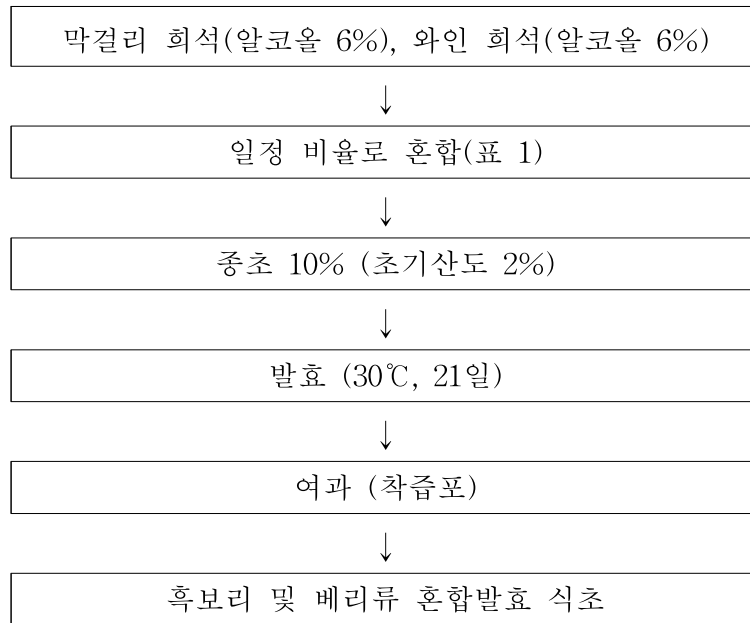 막걸리 희석(알코올 6%), 와인 희석(알코올 6%)
↓
일정 비율로 혼합(표 1)
↓
종초 10% (초기산도 2%)
↓
발효 (30℃, 21일)
↓
여과 (착즙포)
↓
흑보리 및 베리류 혼합발효 식초